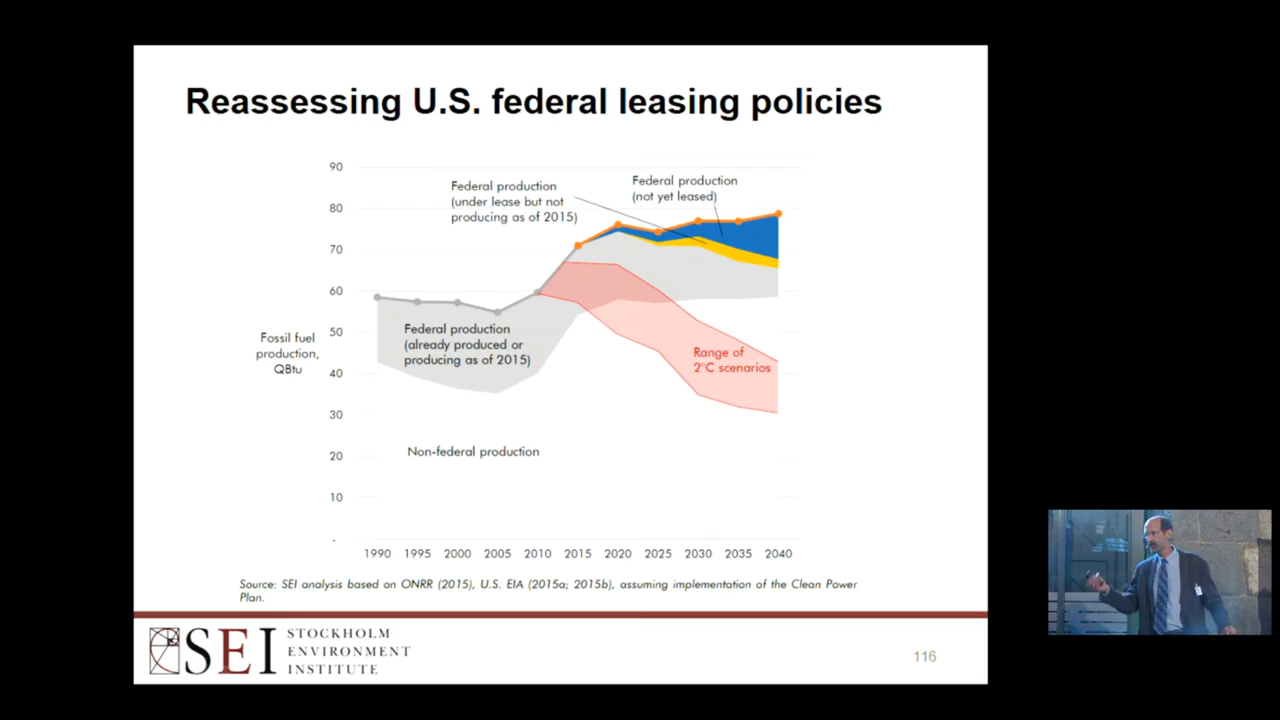 Reassessing U.S. federal leasing policies
90
80
70
60
50
40
30
20
10
-
Fossil fuel
production,
QBtu
Federal production
(under lease but not
producing as of 2015)
Federal production
(not yet leased)
Federal production
(already produced or
producing as of 2015)
Range of
2°C scenarios
Non-federal production
1990 1995 2000 2005 2010 2015 2020 2025 2030 2035 2040
Source: SEI analysis based on ONRR (2015), U.S. EIA (2015a; 2015b), assuming implementation of the Clean Power
Plan.
SEI
STOCKHOLM
ENVIRONMENT
INSTITUTE
116